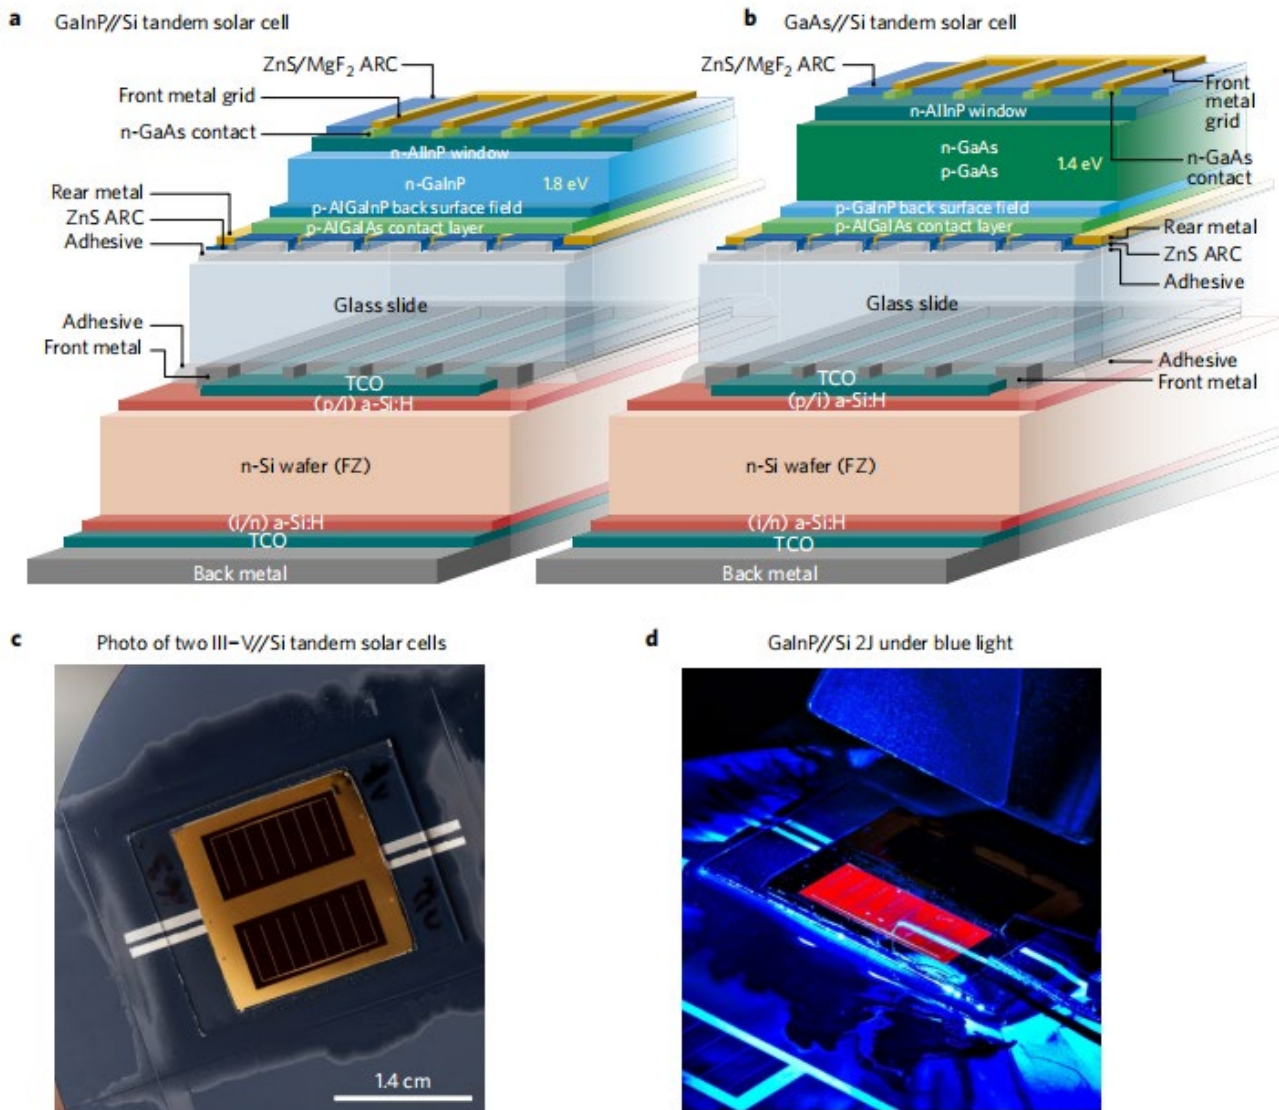 a GaInP//Si tandem solar cell
ZnS/MgF₂ ARC
Front metal grid
n-GaAs contact
n-AlInP window
n-GaInP 1.8 eV
Rear metal
p-AlGaInP back surface field
ZnS ARC
p-AlGaAs contact layer
Adhesive
Glass slide
Adhesive
Front metal
TCO
(p/i) a-Si:H
n-Si wafer (FZ)
(i/n) a-Si:H
TCO
Back metal
b GaAs//Si tandem solar cell
ZnS/MgF₂ ARC
Front
metal
grid
n-AlInP window
n-GaAs
p-GaAs
1.4 eV
n-GaAs
contact
p-GaInP back surface field
p-AlGaAs contact layer
Rear metal
ZnS ARC
Adhesive
Glass slide
Adhesive
Front metal
TCO
(p/i) a-Si:H
n-Si wafer (FZ)
(i/n) a-Si:H
TCO
Back metal
c Photo of two III–V//Si tandem solar cells
1.4 cm
d GaInP//Si 2J under blue light